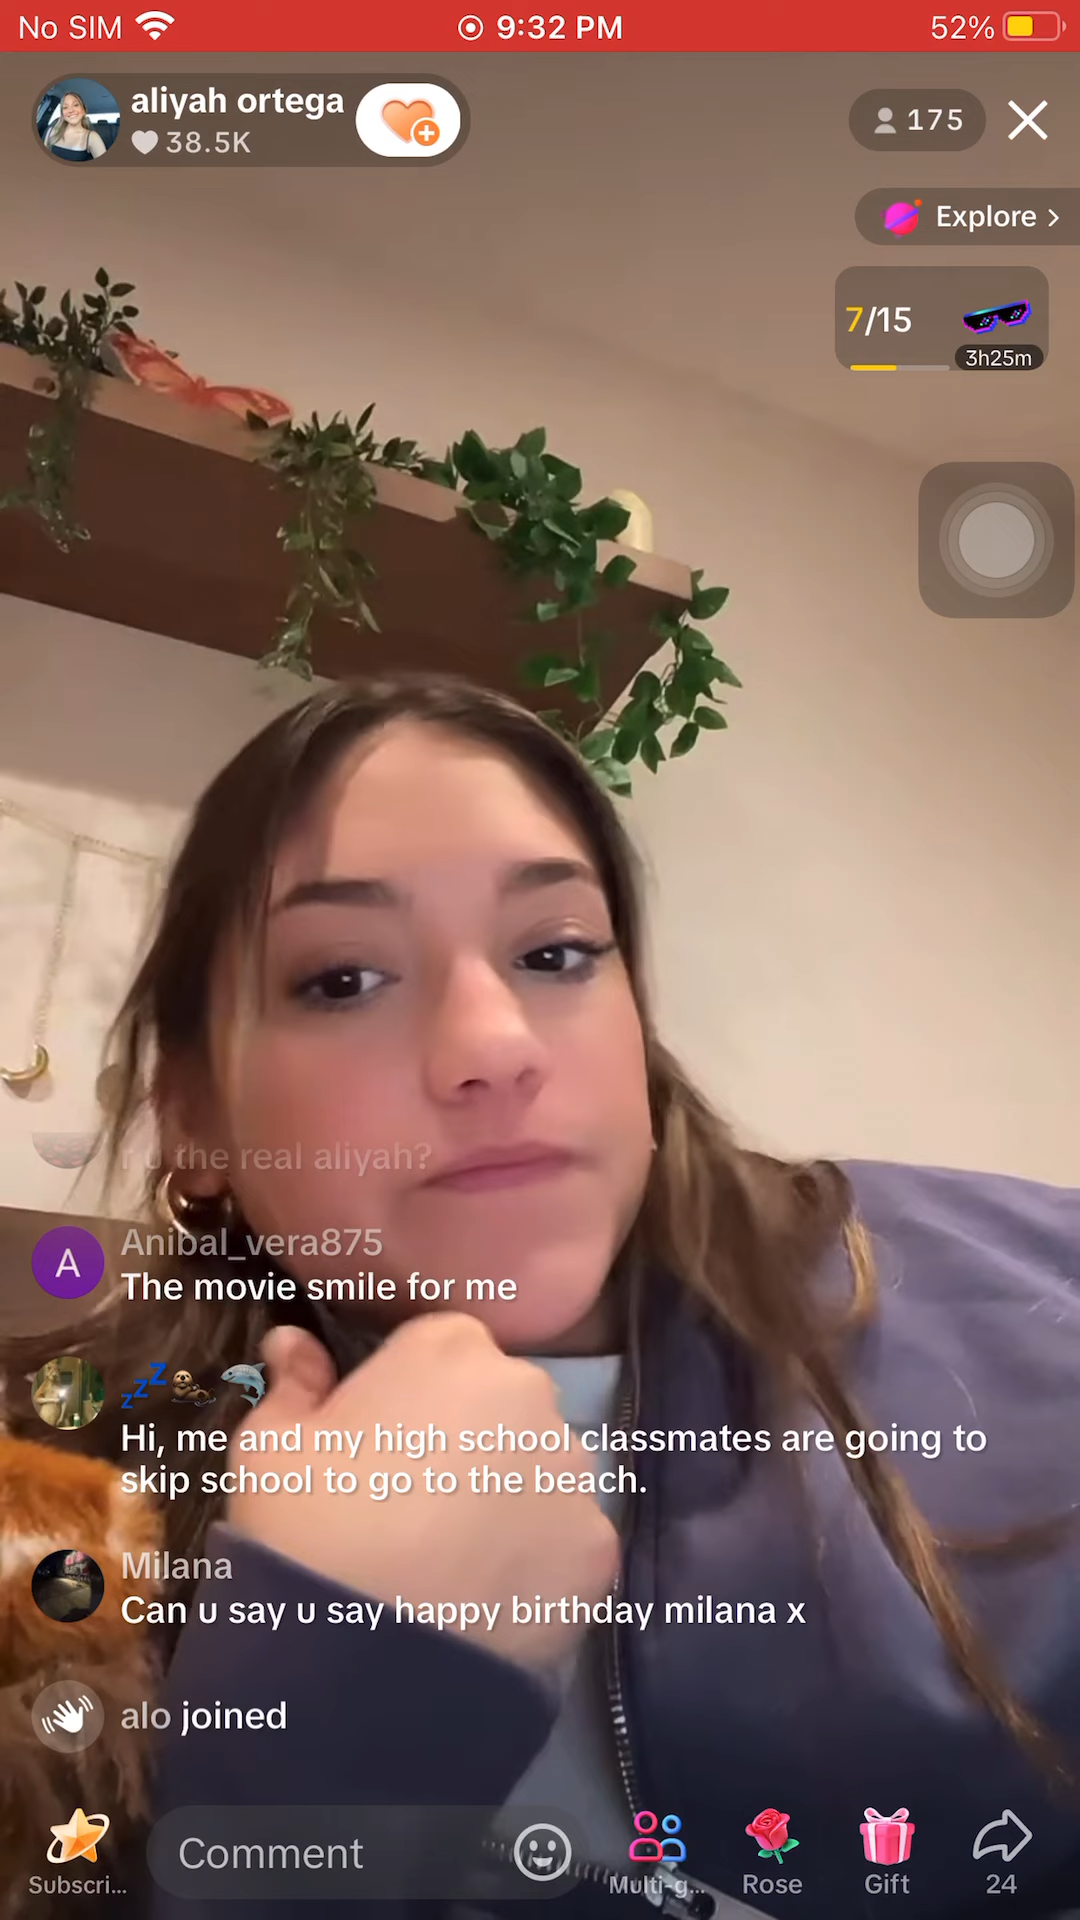 No SIM 9:32 PM 52%
aliyah ortega
38.5K
175
Explore >
7/15
3h25m
r u the real aliyah?
A
Anibal_vera875
The movie smile for me
💤🦦🦈
Hi, me and my high school classmates are going to
skip school to go to the beach.
Milana
Can u say u say happy birthday milana x
alo joined
Comment
Subscri...
Multi-g...
Rose
Gift
24